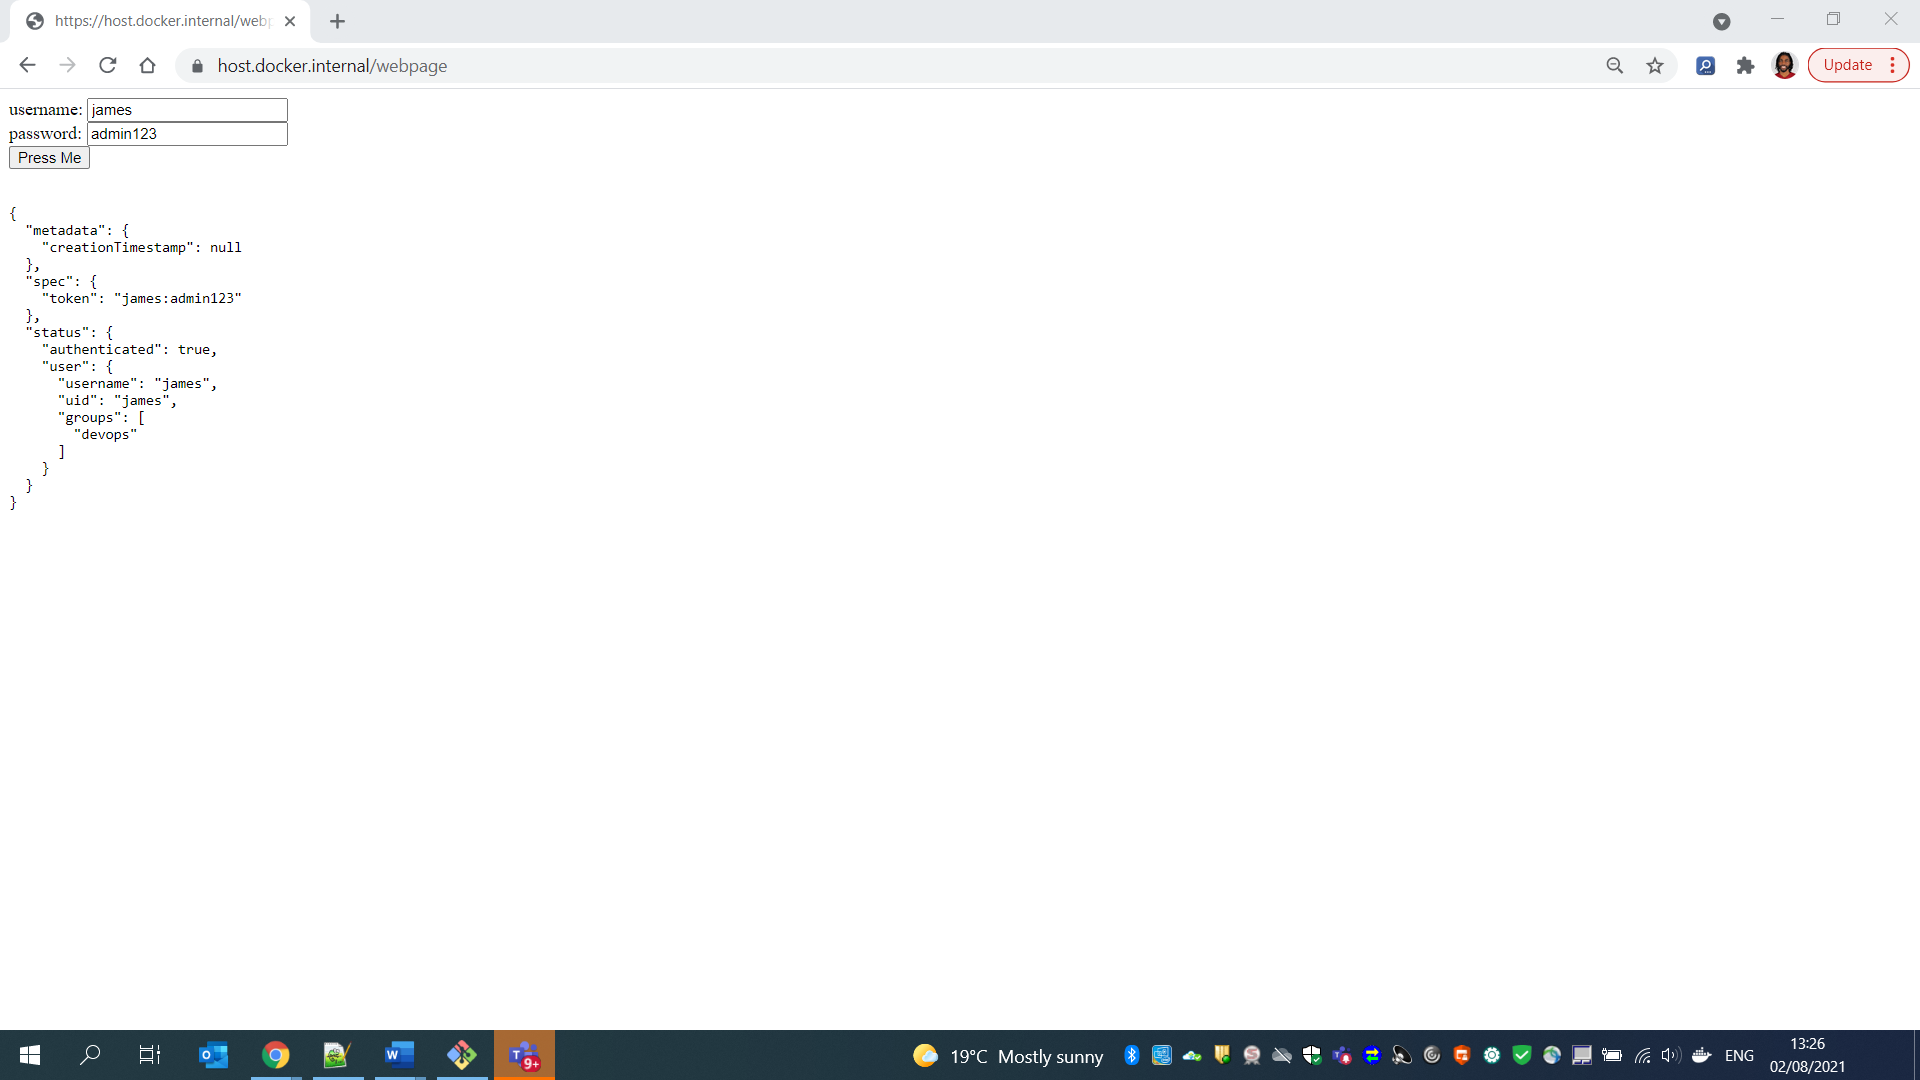 https://host.docker.internal/webp
host.docker.internal/webpage
Update
username: james
password: admin123
Press Me
{
"metadata": {
"creationTimestamp": null
},
"spec": {
"token": "james:admin123"
},
"status": {
"authenticated": true,
"user": {
"username": "james",
"uid": "james",
"groups": [
"devops"
]
}
}
}
19°C Mostly sunny
ENG
13:26
02/08/2021
9+